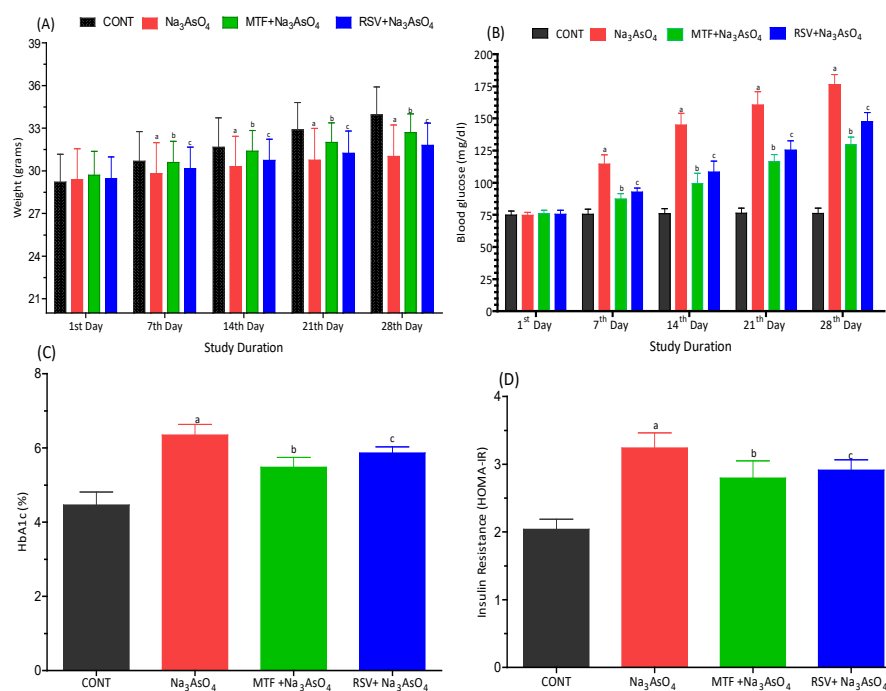 (A)
CONT Na₃AsO₄ MTF+Na₃AsO₄ RSV+Na₃AsO₄
Weight (grams)
39
36
33
30
27
24
21
a b c
a b c
a b c
a b c
1st Day 7th Day 14th Day 21th Day 28th Day
Study Duration
(B)
CONT Na₃AsO₄ MTF+Na₃AsO₄ RSV+Na₃AsO₄
Blood glucose (mg/dl)
200
175
150
125
100
75
50
25
0
a b c
a b c
a b c
a b c
1ˢᵗ Day 7ᵗʰ Day 14ᵗʰ Day 21ᵗʰ Day 28ᵗʰ Day
Study Duration
(C)
HbA1c (%)
8
6
4
2
0
a b c
CONT Na₃AsO₄ MTF +Na₃AsO₄ RSV+ Na₃AsO₄
(D)
Insulin Resistance (HOMA-IR)
4
3
2
1
0
a b c
CONT Na₃AsO₄ MTF +Na₃AsO₄ RSV+ Na₃AsO₄